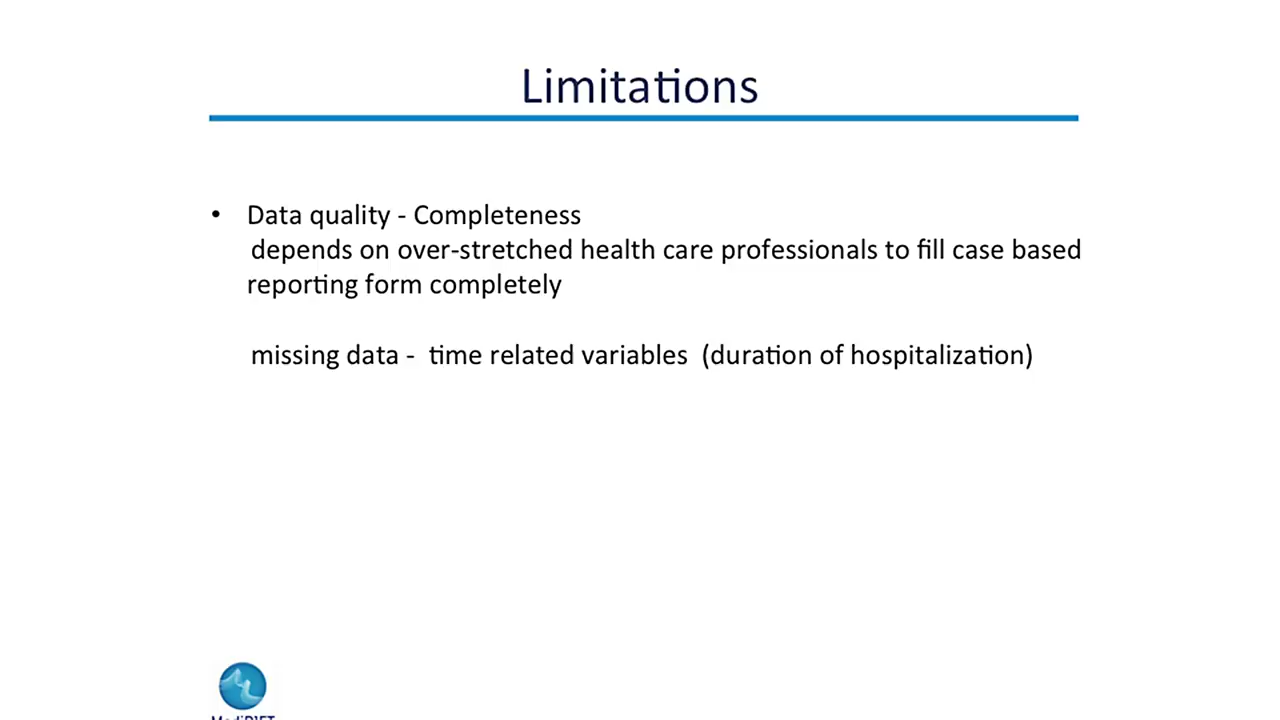 Limitations
• Data quality - Completeness
depends on over-stretched health care professionals to fill case based
reporting form completely
missing data - time related variables (duration of hospitalization)